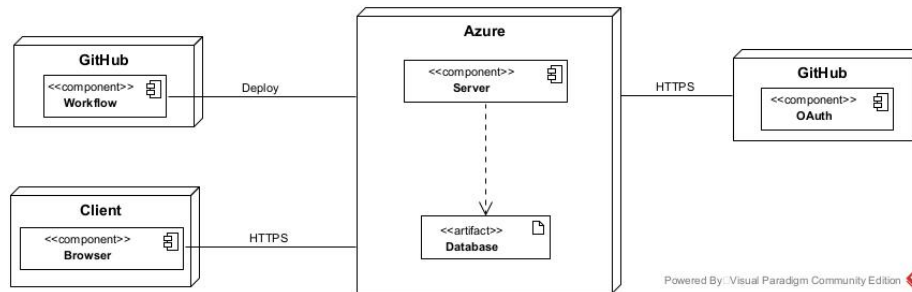 Azure
GitHub
<<component>>
Workflow
Deploy
<<component>>
Server
HTTPS
GitHub
<<component>>
OAuth
Client
<<component>>
Browser
HTTPS
<<artifact>>
Database
Powered By Visual Paradigm Community Edition